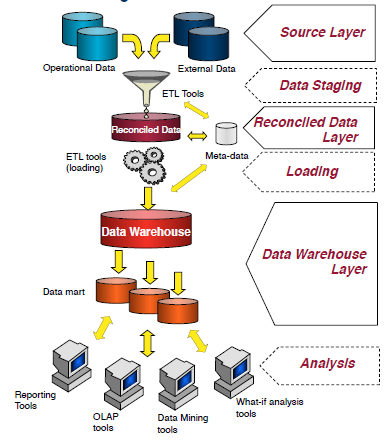 Source Layer
Operational Data
External Data
ETL Tools
Data Staging
Reconciled Data
Reconciled Data
Layer
ETL tools
(loading)
Meta-data
Loading
Data Warehouse
Data Warehouse
Layer
Data mart
Analysis
Reporting
Tools
OLAP
tools
Data Mining
tools
What-if analysis
tools